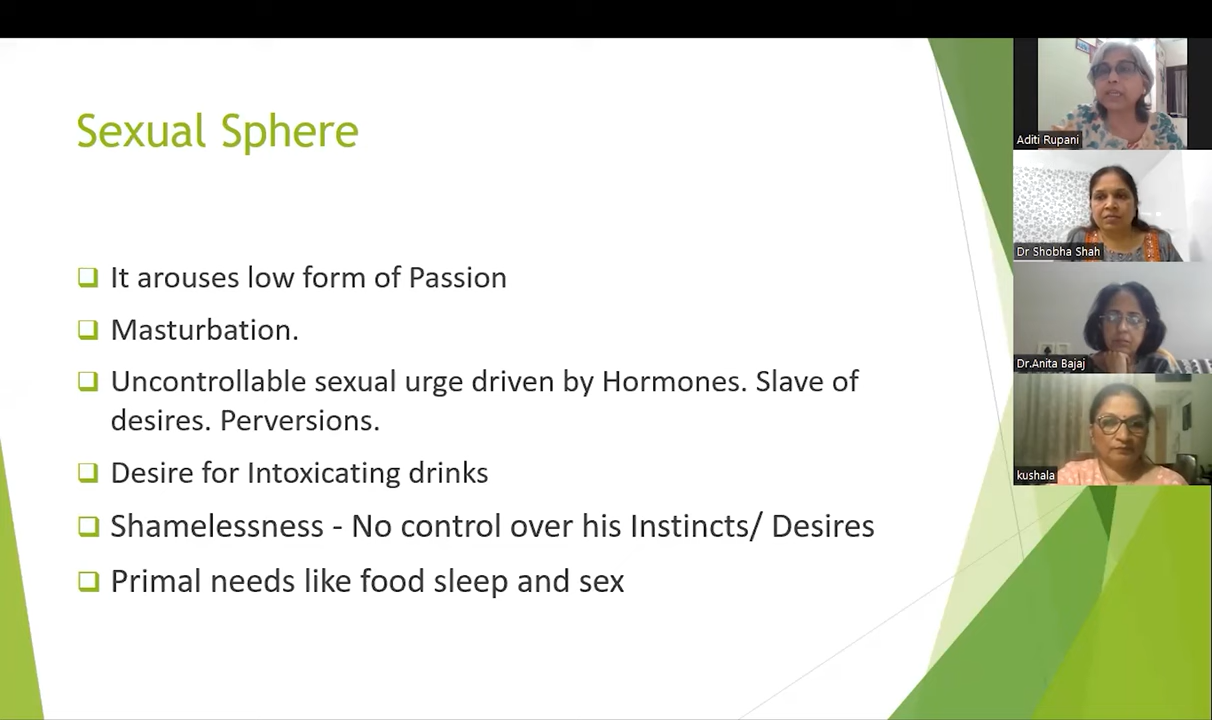 Sexual Sphere
It arouses low form of Passion
Masturbation.
Uncontrollable sexual urge driven by Hormones. Slave of
desires. Perversions.
Desire for Intoxicating drinks
Shamelessness - No control over his Instincts/ Desires
Primal needs like food sleep and sex
Aditi Rupani
Dr Shobha Shah
Dr.Anita Bajaj
kushala